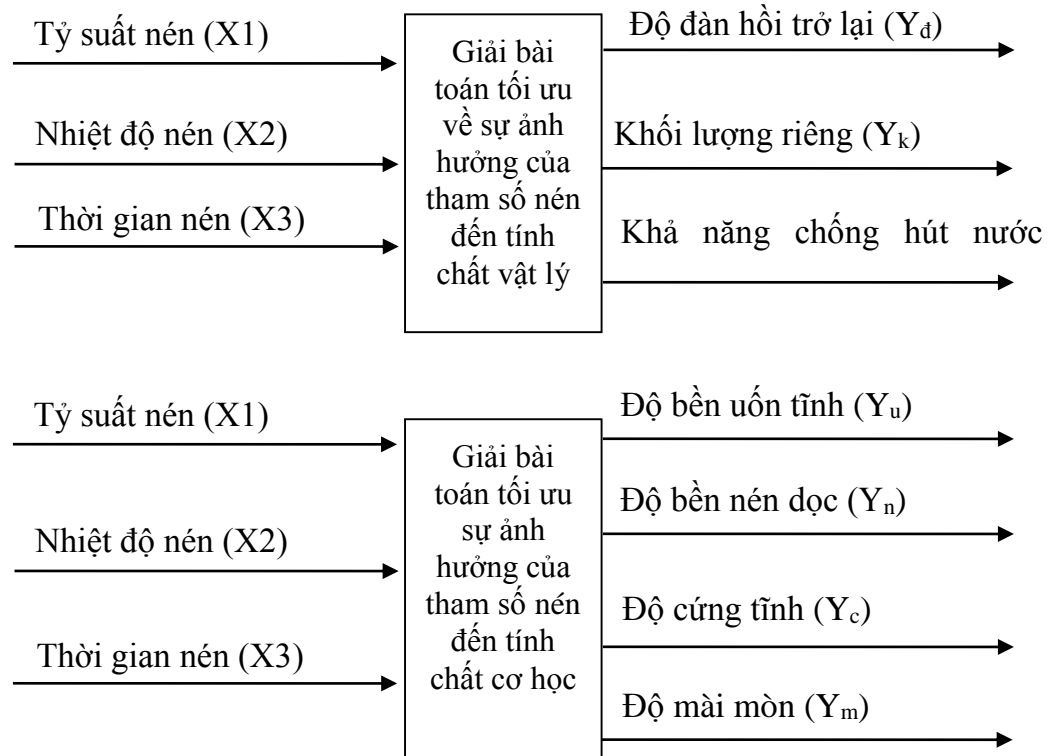 Tỷ suất nén (X1)
Nhiệt độ nén (X2)
Thời gian nén (X3)
Giải bài
toán tối ưu
về sự ảnh
hưởng của
tham số nén
đến tính
chất vật lý
Độ đàn hồi trở lại (Yđ)
Khối lượng riêng (Yk)
Khả năng chống hút nước
Tỷ suất nén (X1)
Nhiệt độ nén (X2)
Thời gian nén (X3)
Giải bài
toán tối ưu
sự ảnh
hưởng của
tham số nén
đến tính
chất cơ học
Độ bền uốn tĩnh (Yu)
Độ bền nén dọc (Yn)
Độ cứng tĩnh (Yc)
Độ mài mòn (Ym)